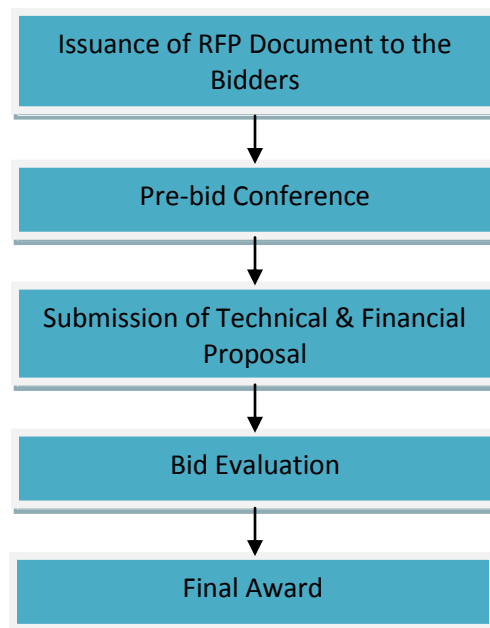 Issuance of RFP Document to the
Bidders
Pre-bid Conference
Submission of Technical & Financial
Proposal
Bid Evaluation
Final Award